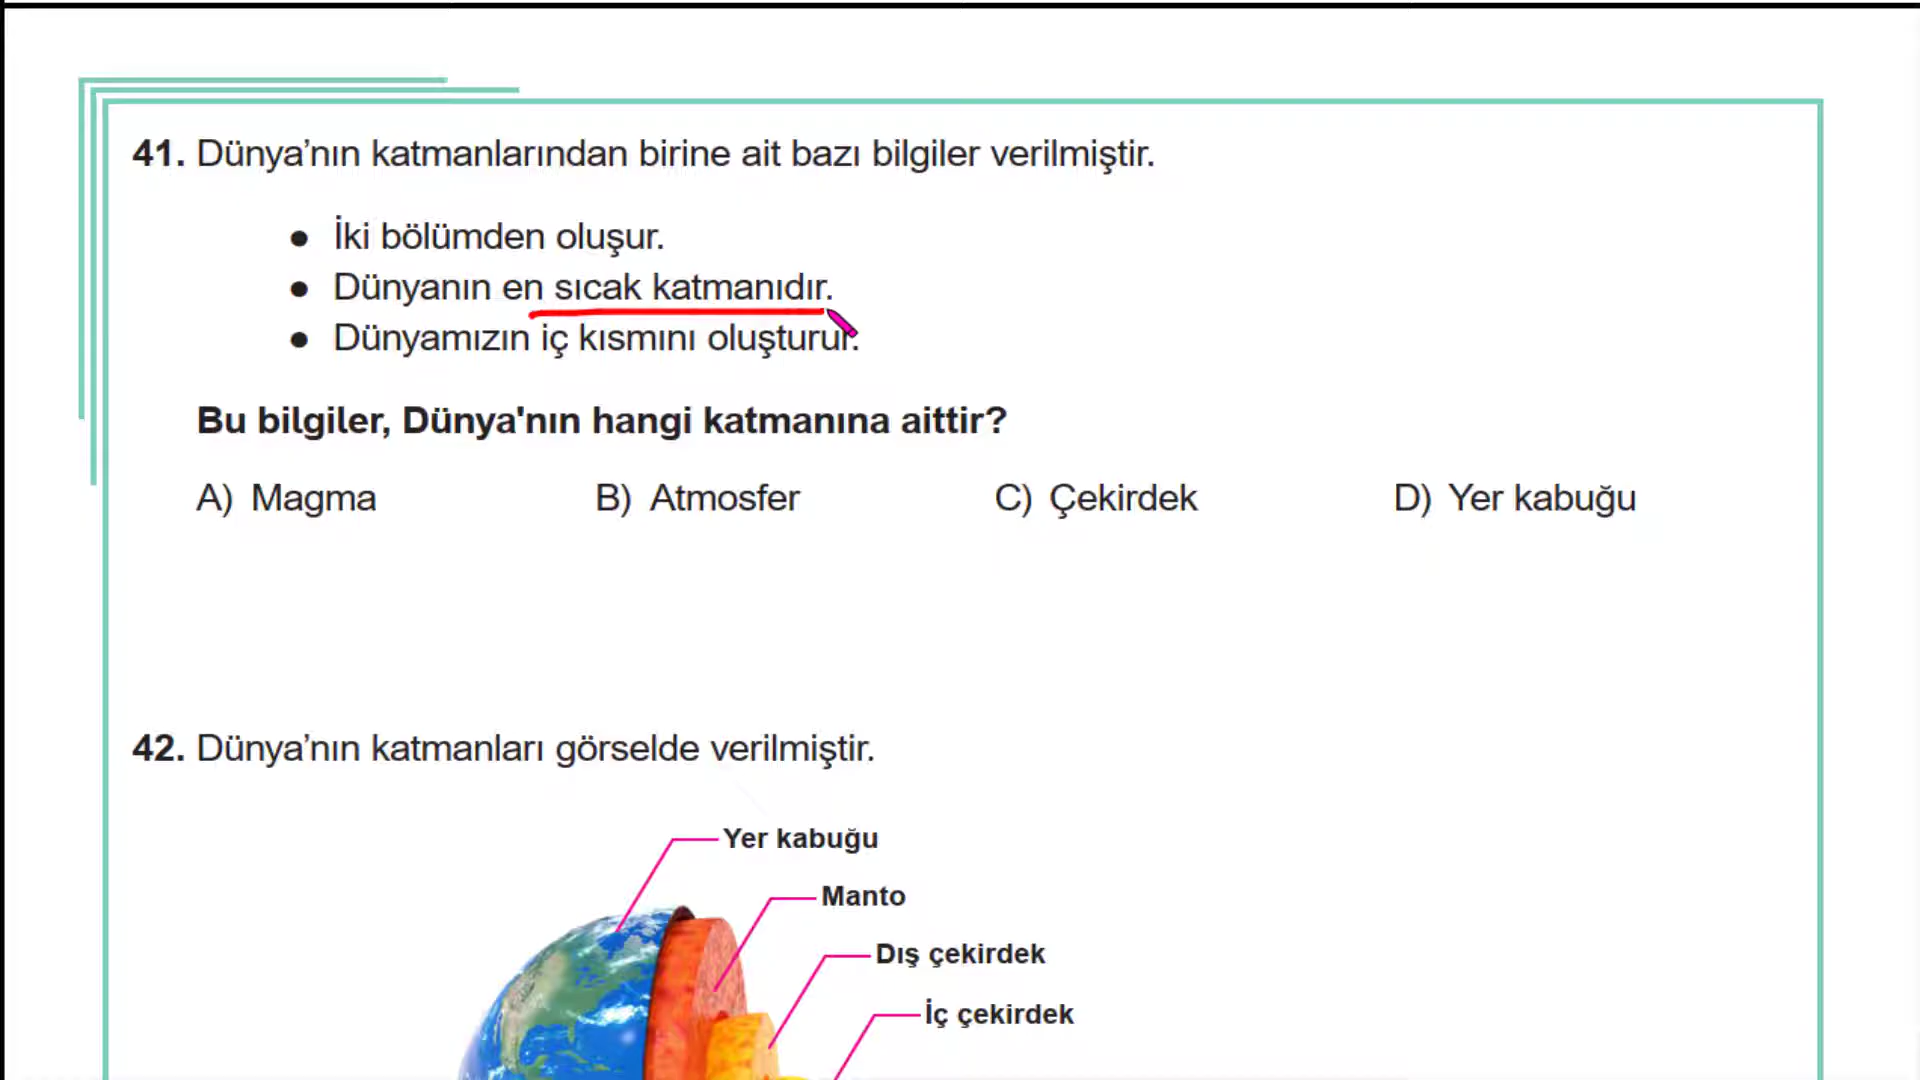 41. Dünya’nın katmanlarından birine ait bazı bilgiler verilmiştir.
● İki bölümden oluşur.
● Dünyanın en sıcak katmanıdır.
● Dünyamızın iç kısmını oluşturur.
Bu bilgiler, Dünya'nın hangi katmanına aittir?
A) Magma B) Atmosfer C) Çekirdek D) Yer kabuğu
42. Dünya’nın katmanları görselde verilmiştir.
Yer kabuğu
Manto
Dış çekirdek
İç çekirdek